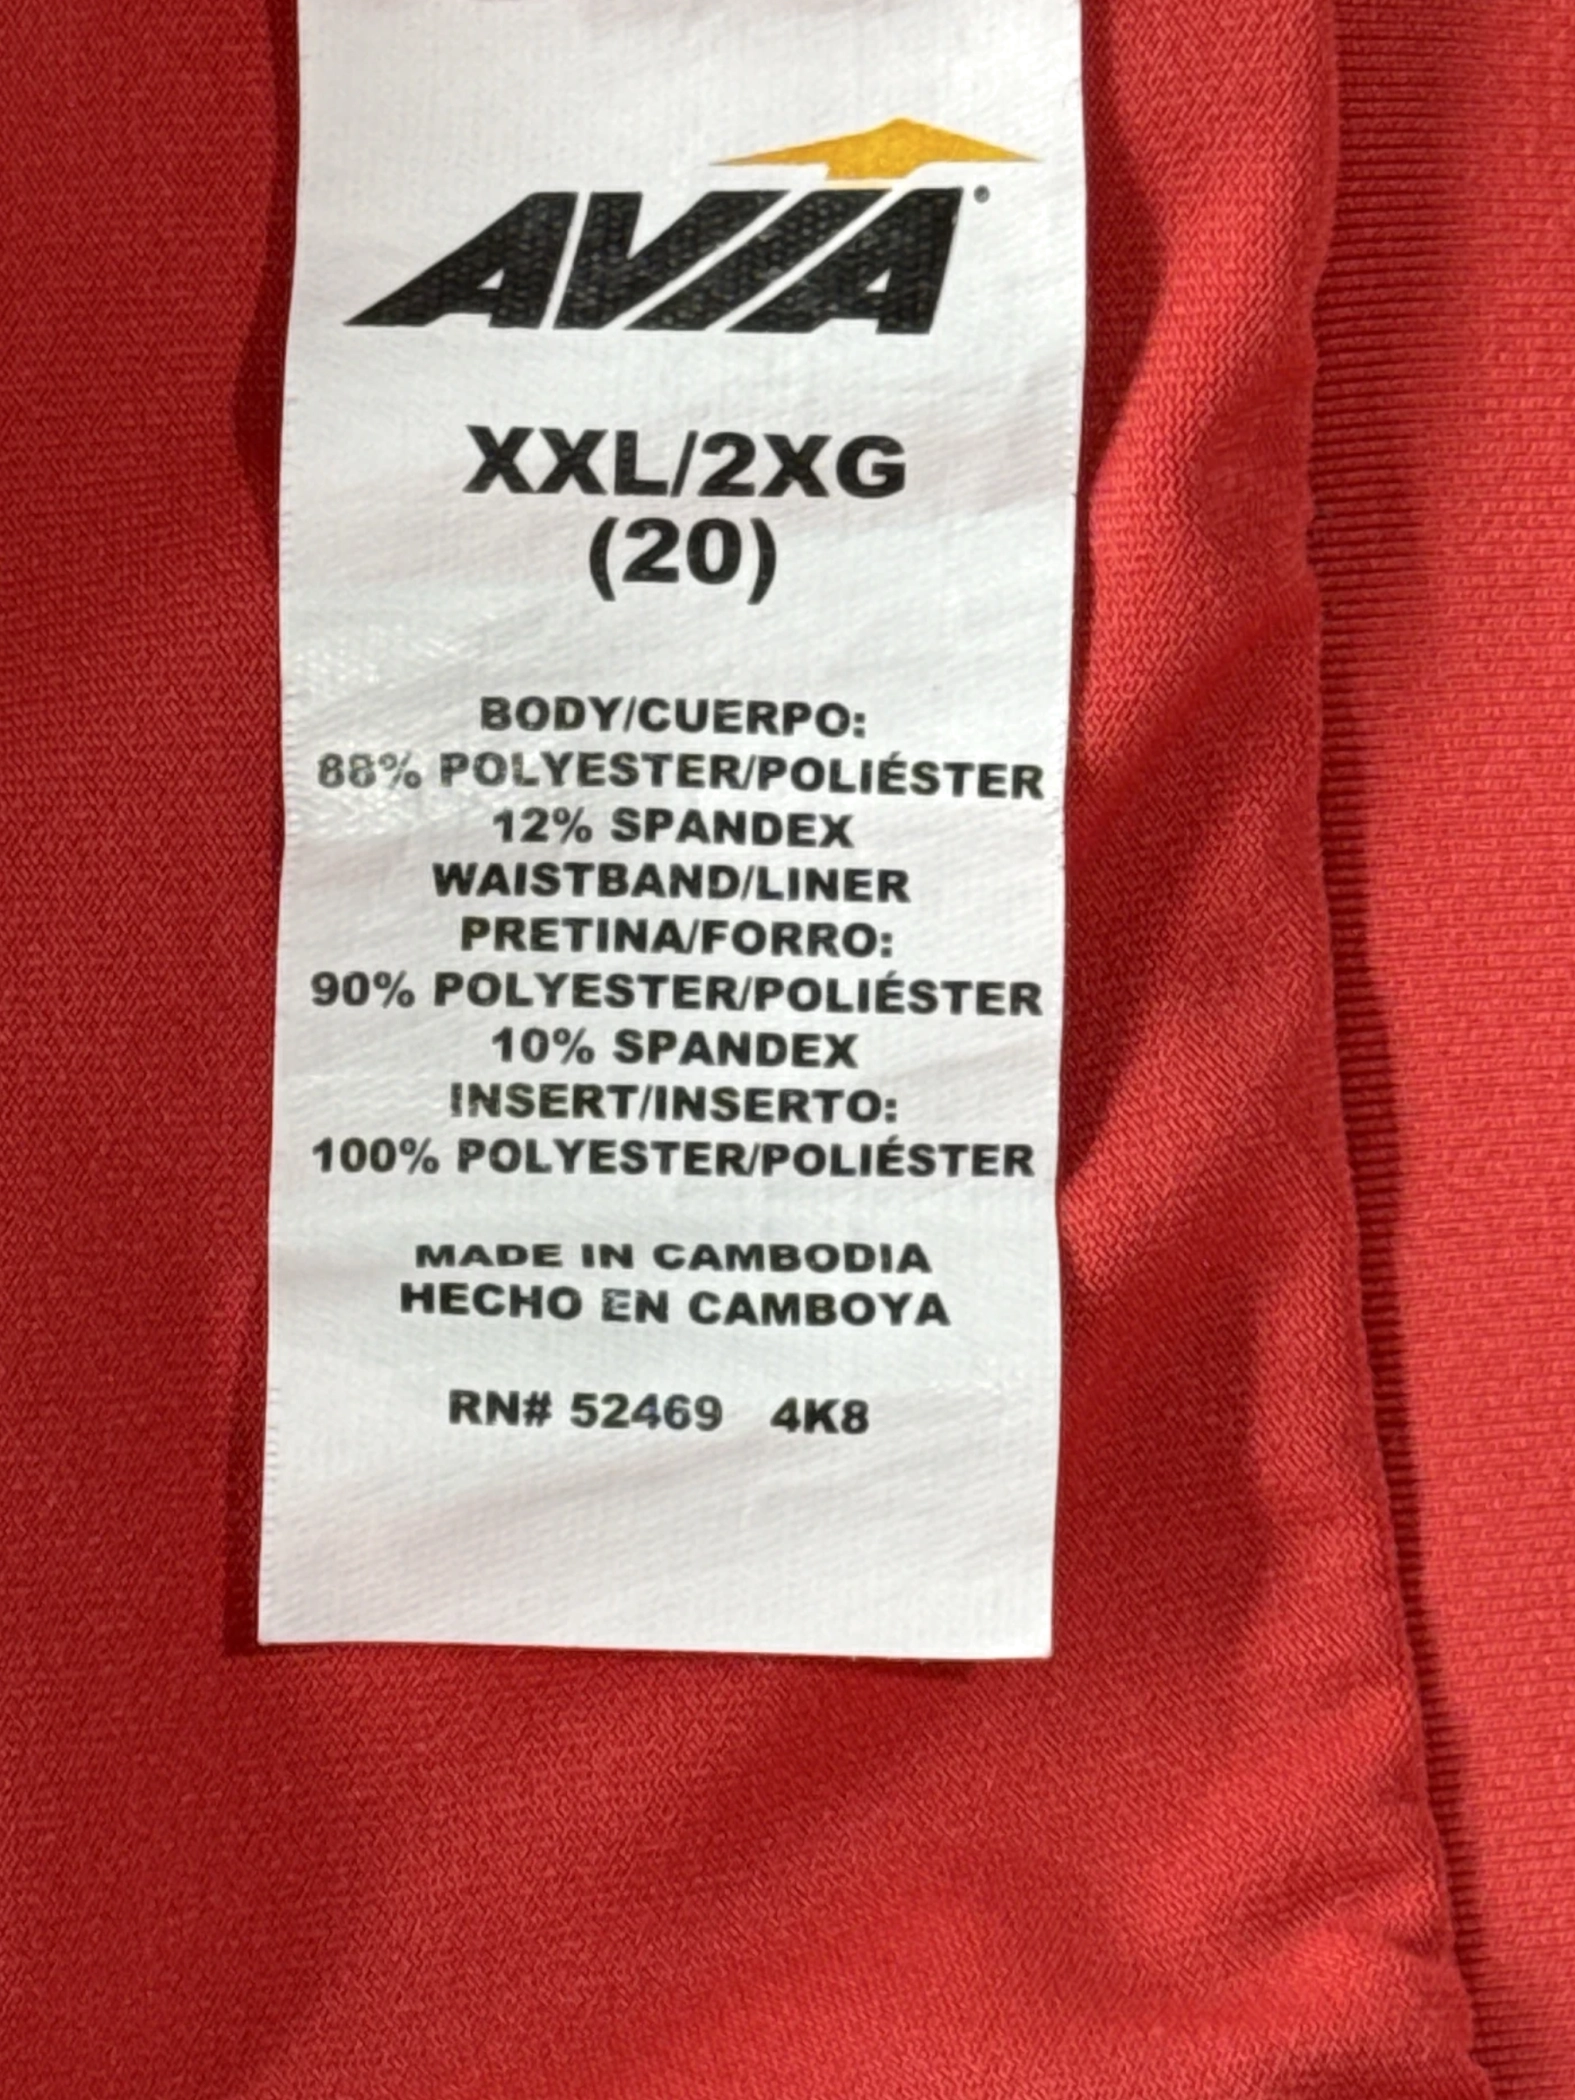 AVIA
XXL/2XG
(20)
BODY/CUERPO:
88% POLYESTER/POLIÉSTER
12% SPANDEX
WAISTBAND/LINER
PRETINA/FORRO:
90% POLYESTER/POLIÉSTER
10% SPANDEX
INSERT/INSERTO:
100% POLYESTER/POLIÉSTER
MADE IN CAMBODIA
HECHO EN CAMBOYA
RN# 52469 4K8